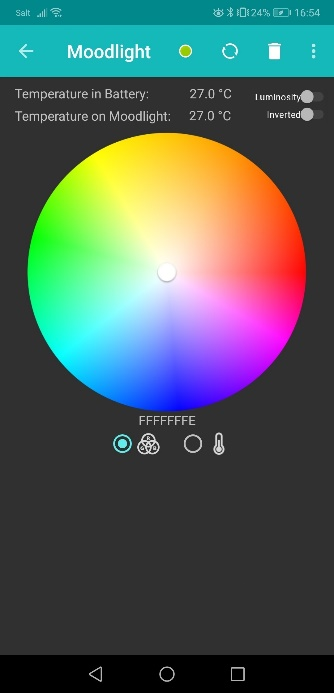 Salt 24% 16:54
Moodlight
Temperature in Battery: 27.0 °C Luminosity
Temperature on Moodlight: 27.0 °C Inverted
FFFFFFFE